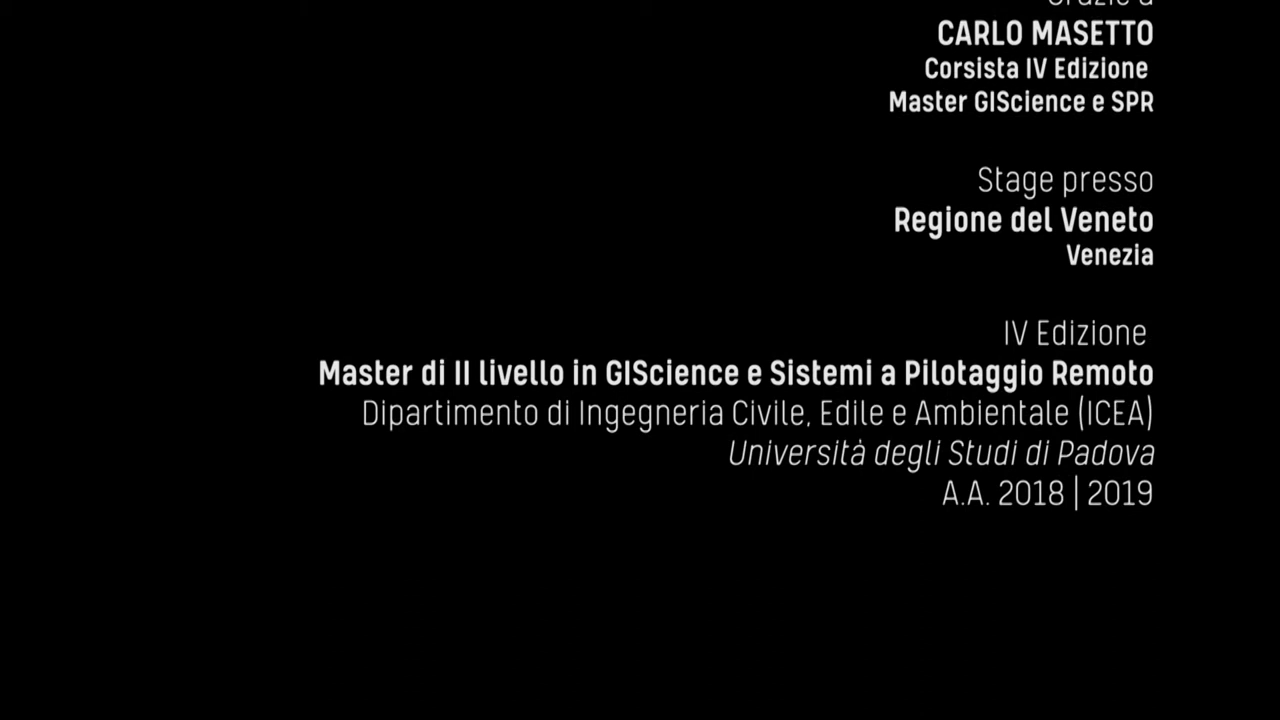 Grazie a
CARLO MASETTO
Corsista IV Edizione
Master GIScience e SPR
Stage presso
Regione del Veneto
Venezia
IV Edizione
Master di II livello in GIScience e Sistemi a Pilotaggio Remoto
Dipartimento di Ingegneria Civile, Edile e Ambientale (ICEA)
Università degli Studi di Padova
A.A. 2018 | 2019